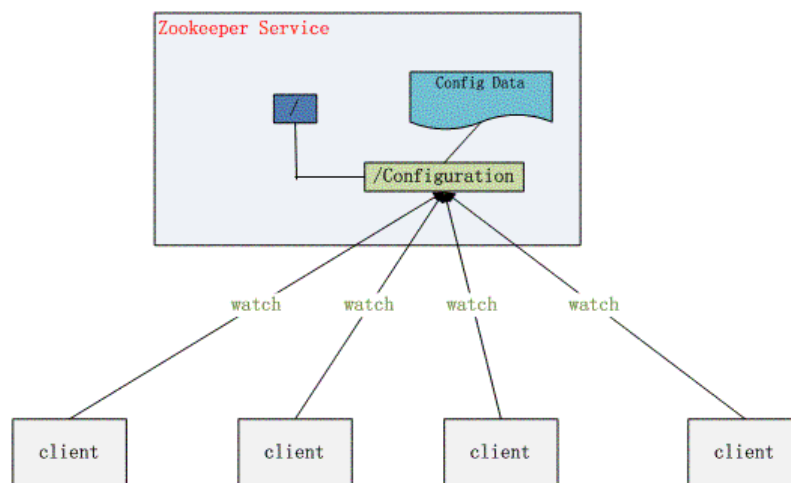 Zookeeper Service
Config Data
/
/Configuration
watch
watch
watch
watch
client
client
client
client